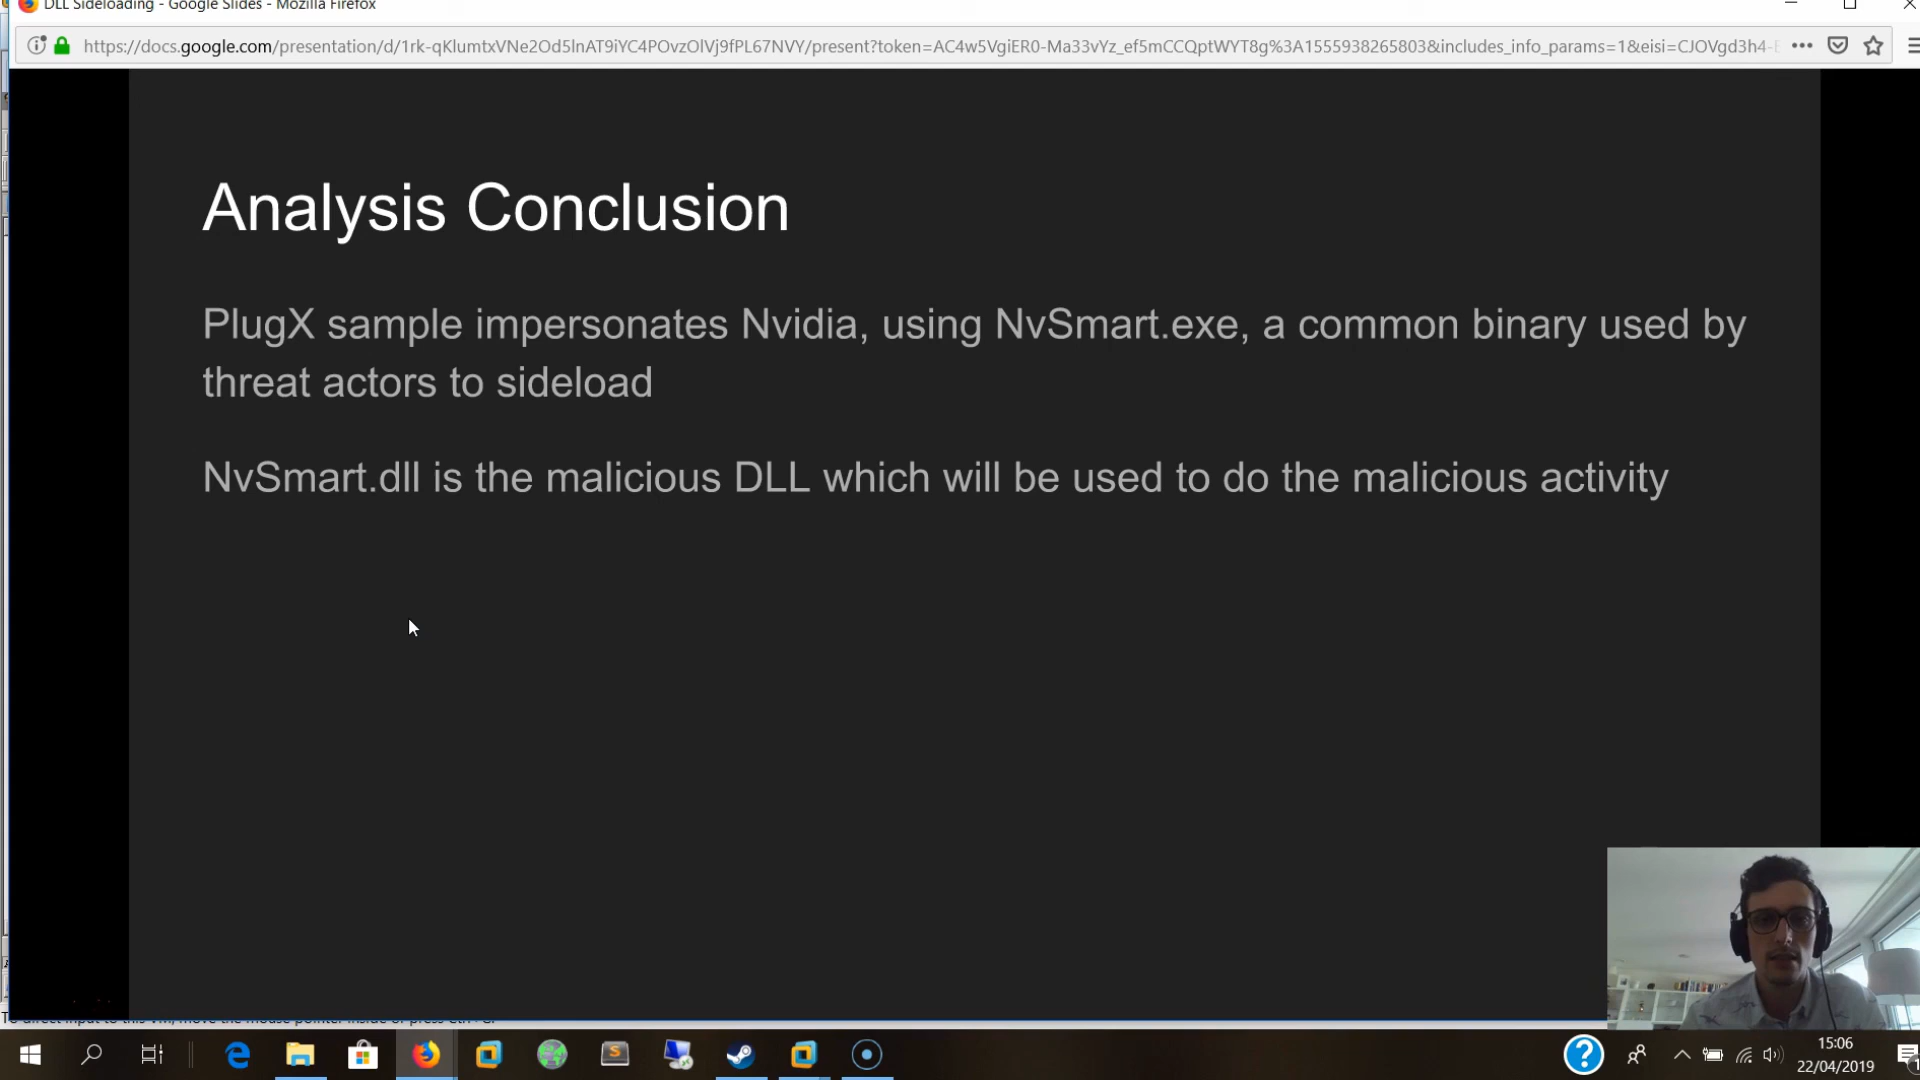 DLL Sideloading - Google Slides - Mozilla Firefox
https://docs.google.com/presentation/d/1rk-qKlumtxVNe2Od5lnAT9iYC4POvzOlVj9fPL67NVY/present?token=AC4w5VgiER0-Ma33vYz_ef5mCCQptWYT8g%3A1555938265803&includes_info_params=1&eisi=CJOVgd3h4-
Analysis Conclusion
PlugX sample impersonates Nvidia, using NvSmart.exe, a common binary used by
threat actors to sideload
NvSmart.dll is the malicious DLL which will be used to do the malicious activity
15:06
22/04/2019